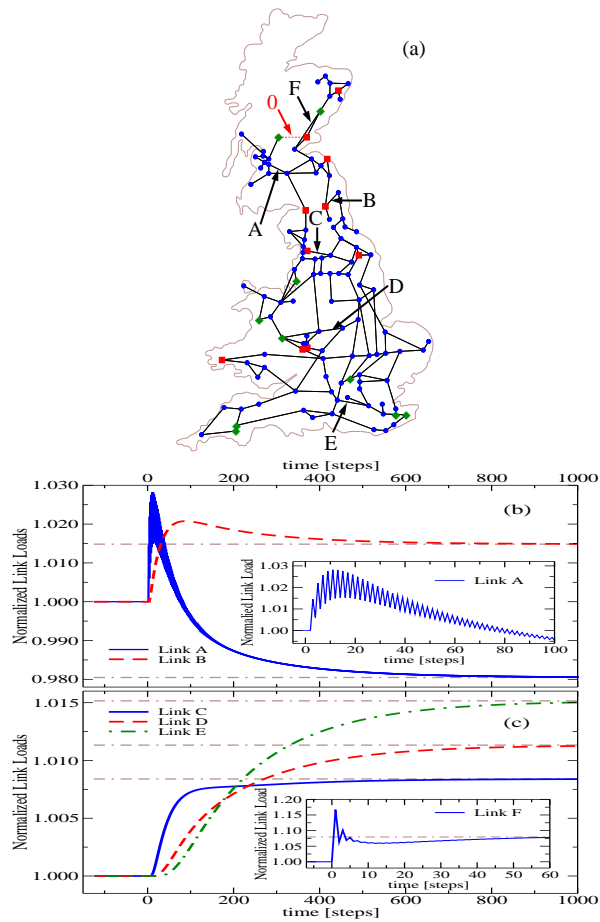 (a)
F
0
A
B
C
D
E
time [steps]
0 200 400 600 800 1000
1.030
1.020
1.010
1.000
0.990
0.980
Normalized Link Loads
(b)
Link A
Link B
1.03
1.02
1.01
1.00
Normalied Link Load
Link A
0 20 40 60 80 100
time [steps]
1.015
1.010
1.005
1.000
Normalized Link Loads
Link C
Link D
Link E
(c)
1.20
1.15
1.10
1.05
1.00
Normalized Link Load
Link F
0 10 20 30 40 50 60
time [steps]
0 200 400 600 800 1000
time [steps]